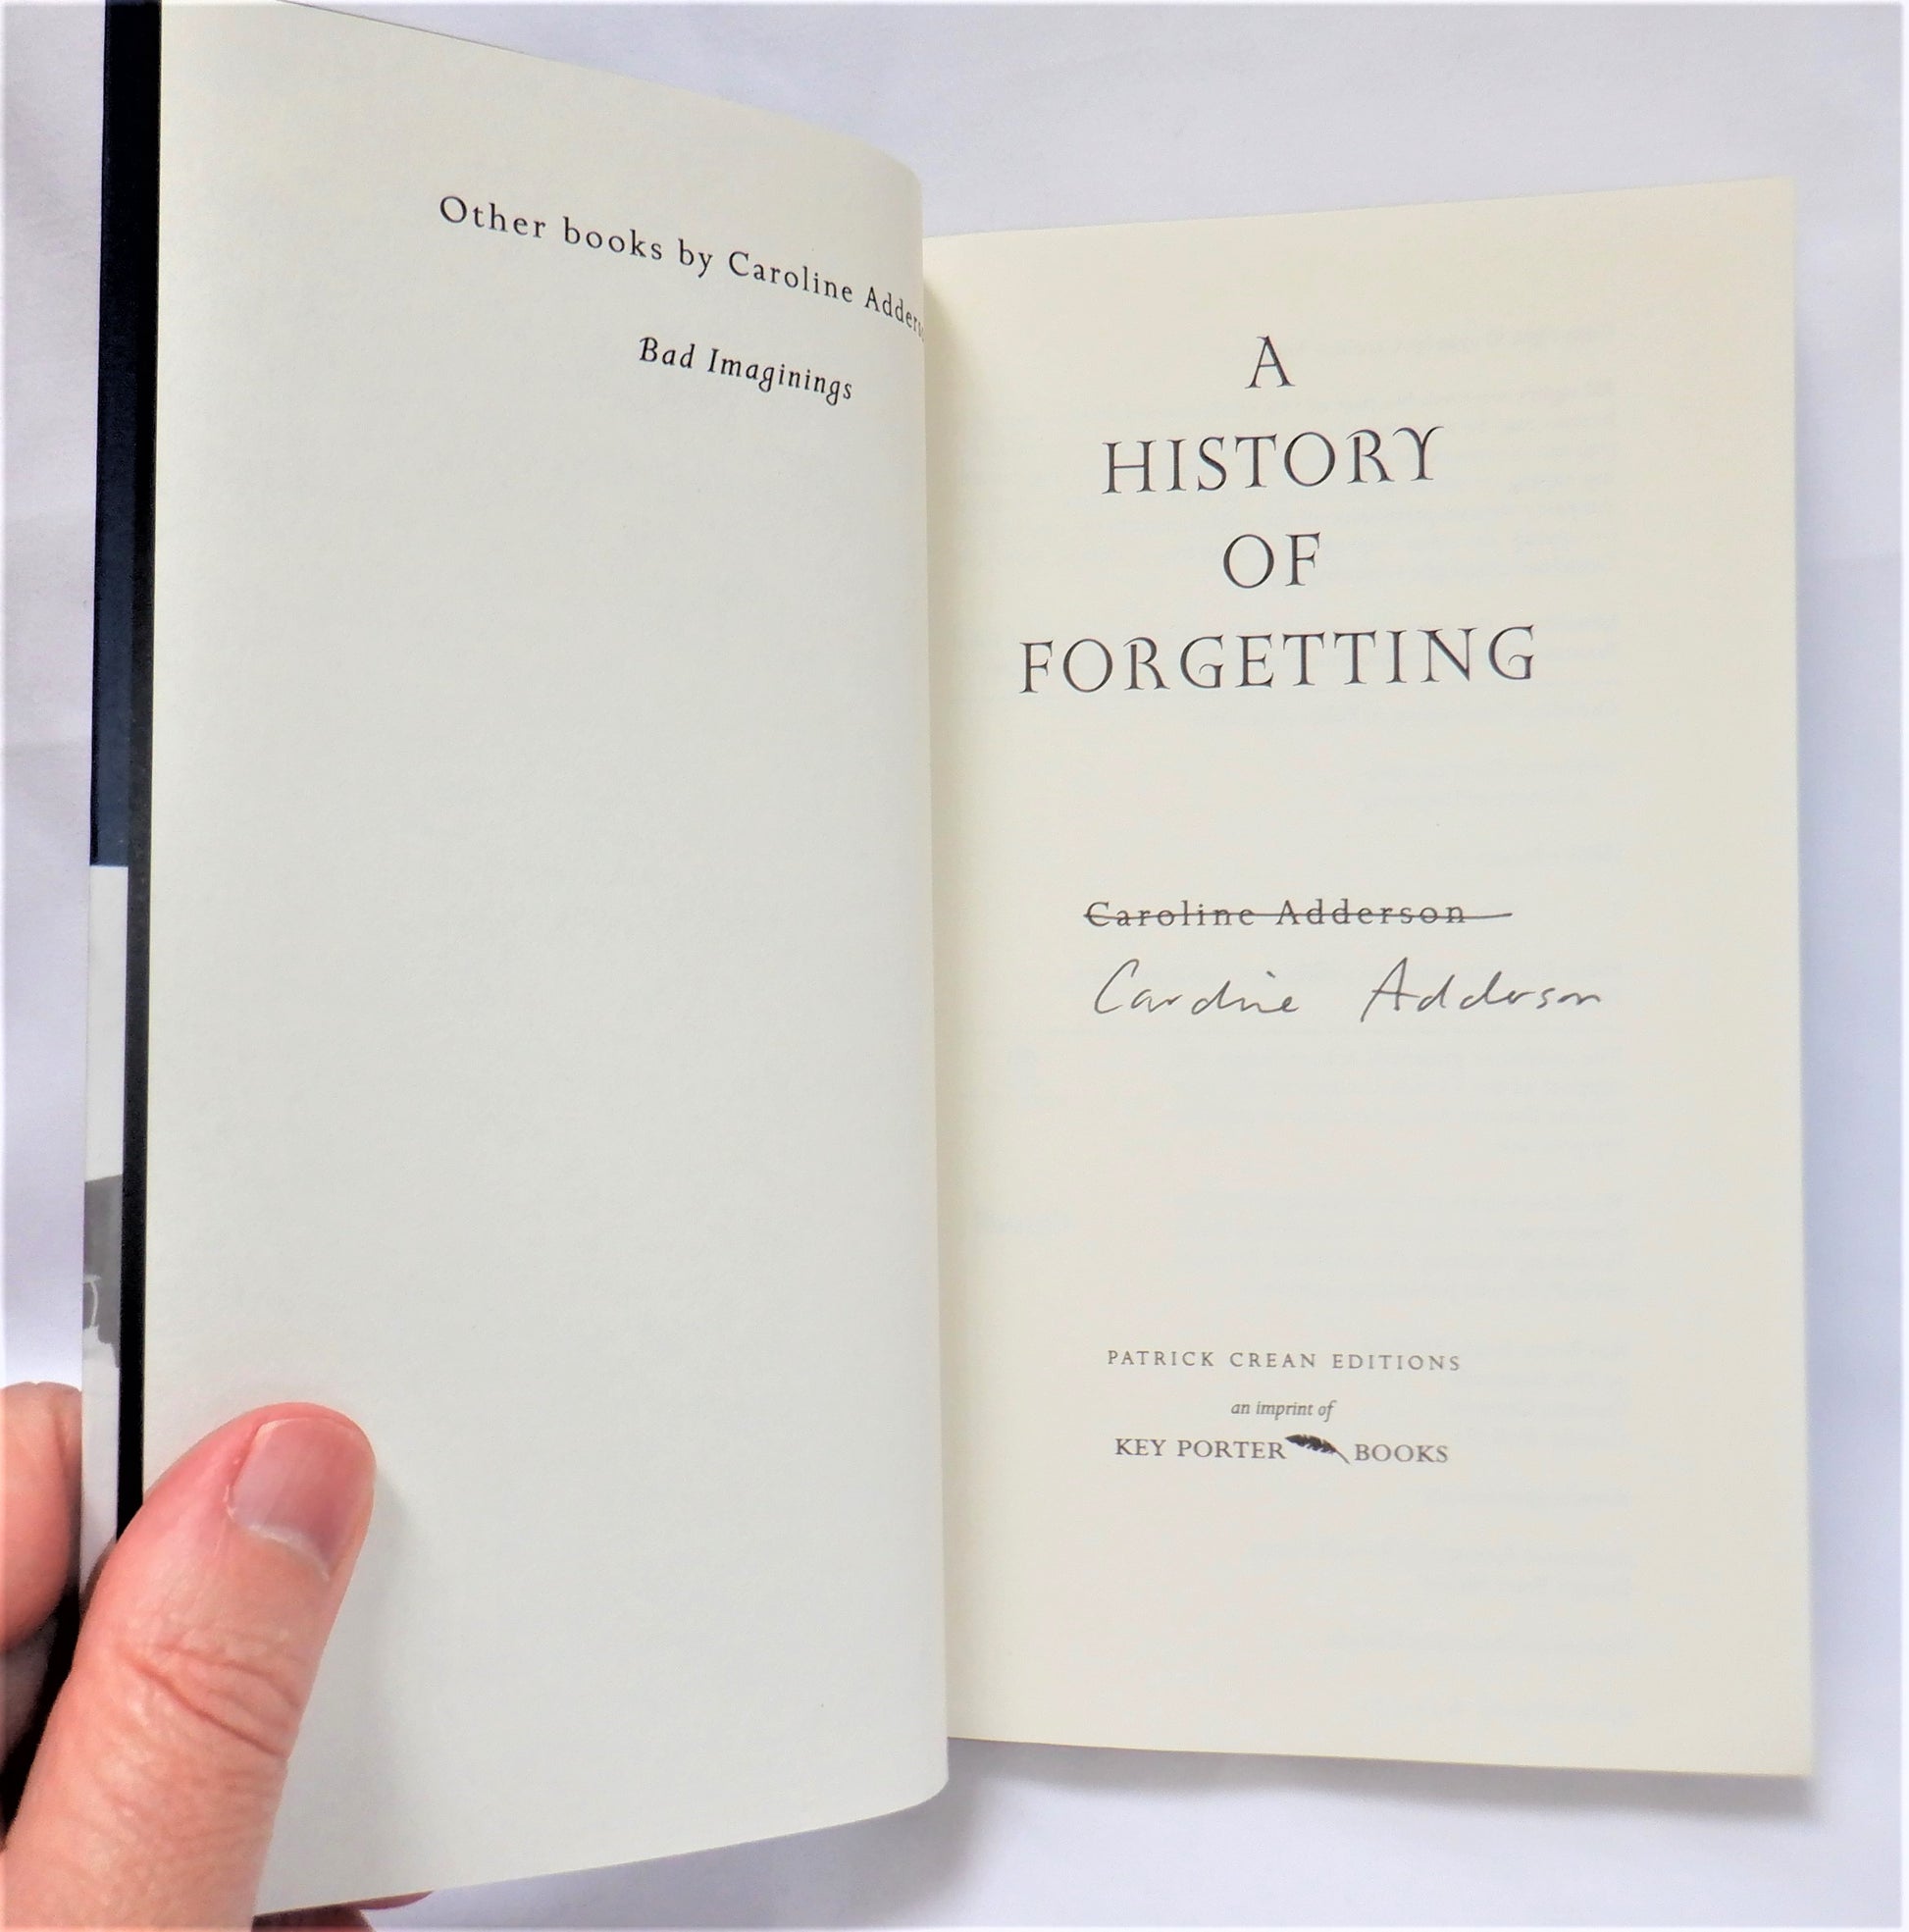 Other books by Caroline Adders
Bad Imaginings
A
HISTORY
OF
FORGETTING
Caroline Adderson
Caroline Adderson
PATRICK CREAN EDITIONS
an imprint of
KEY PORTER BOOKS